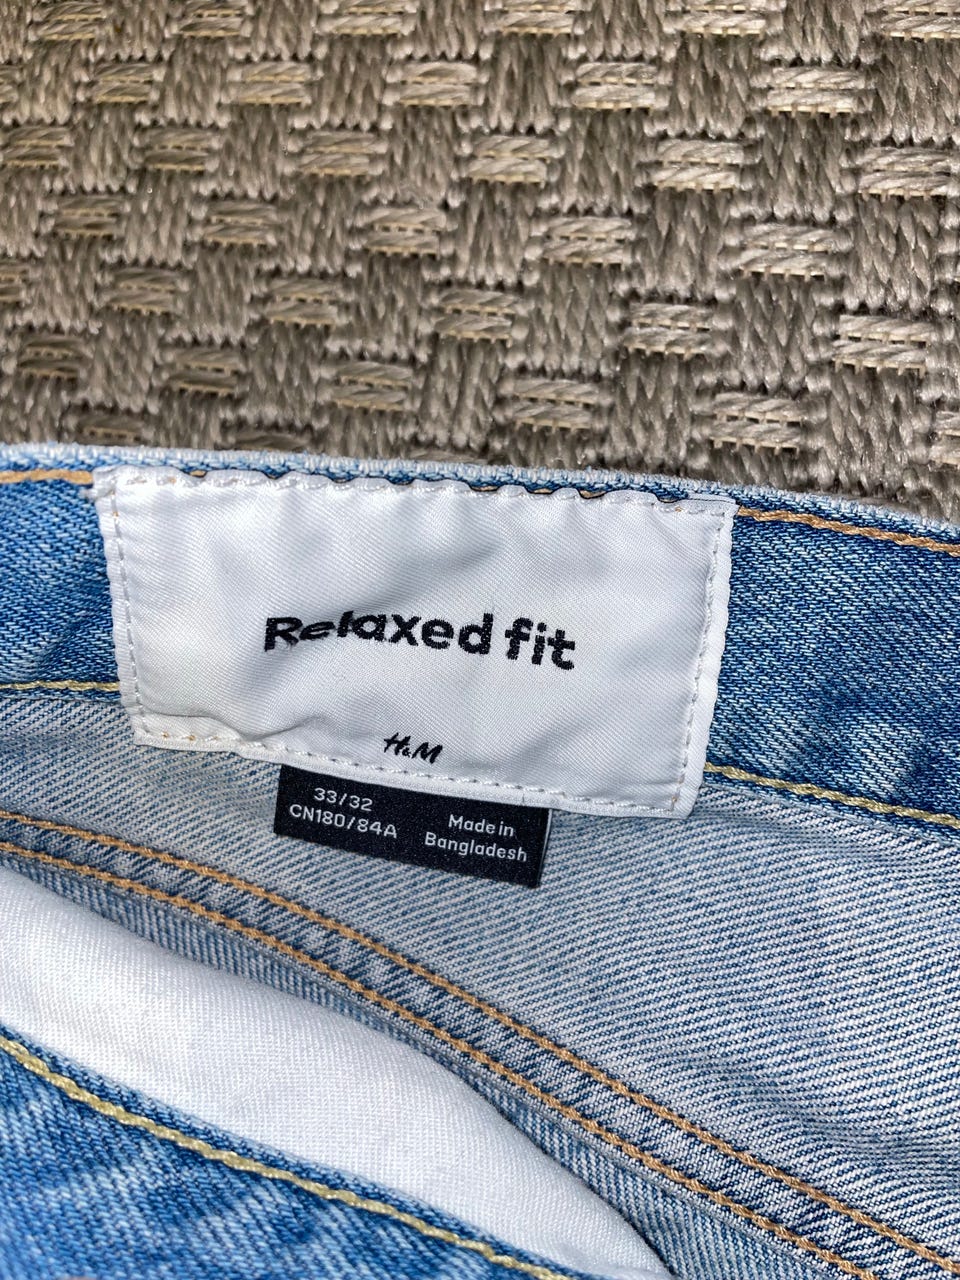 Relaxed fit
H&M
33/32
CN180/84A
Made in
Bangladesh